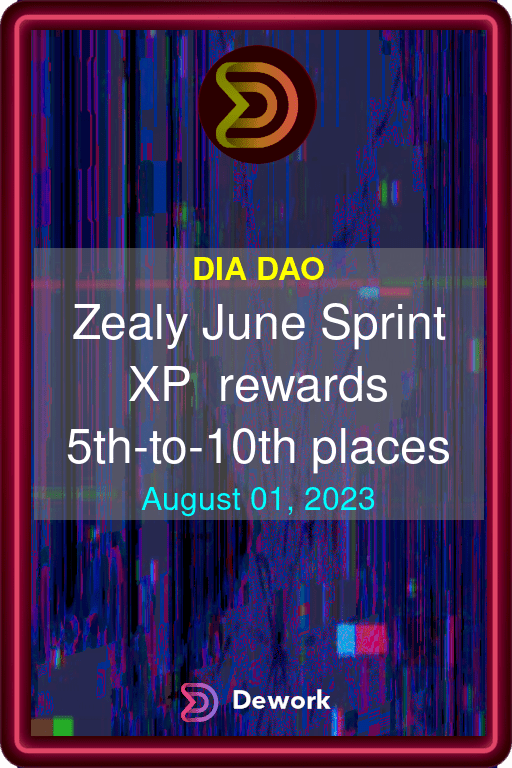 DIA DAO
Zealy June Sprint
XP  rewards
5th-to-10th places
August 01, 2023
Dework